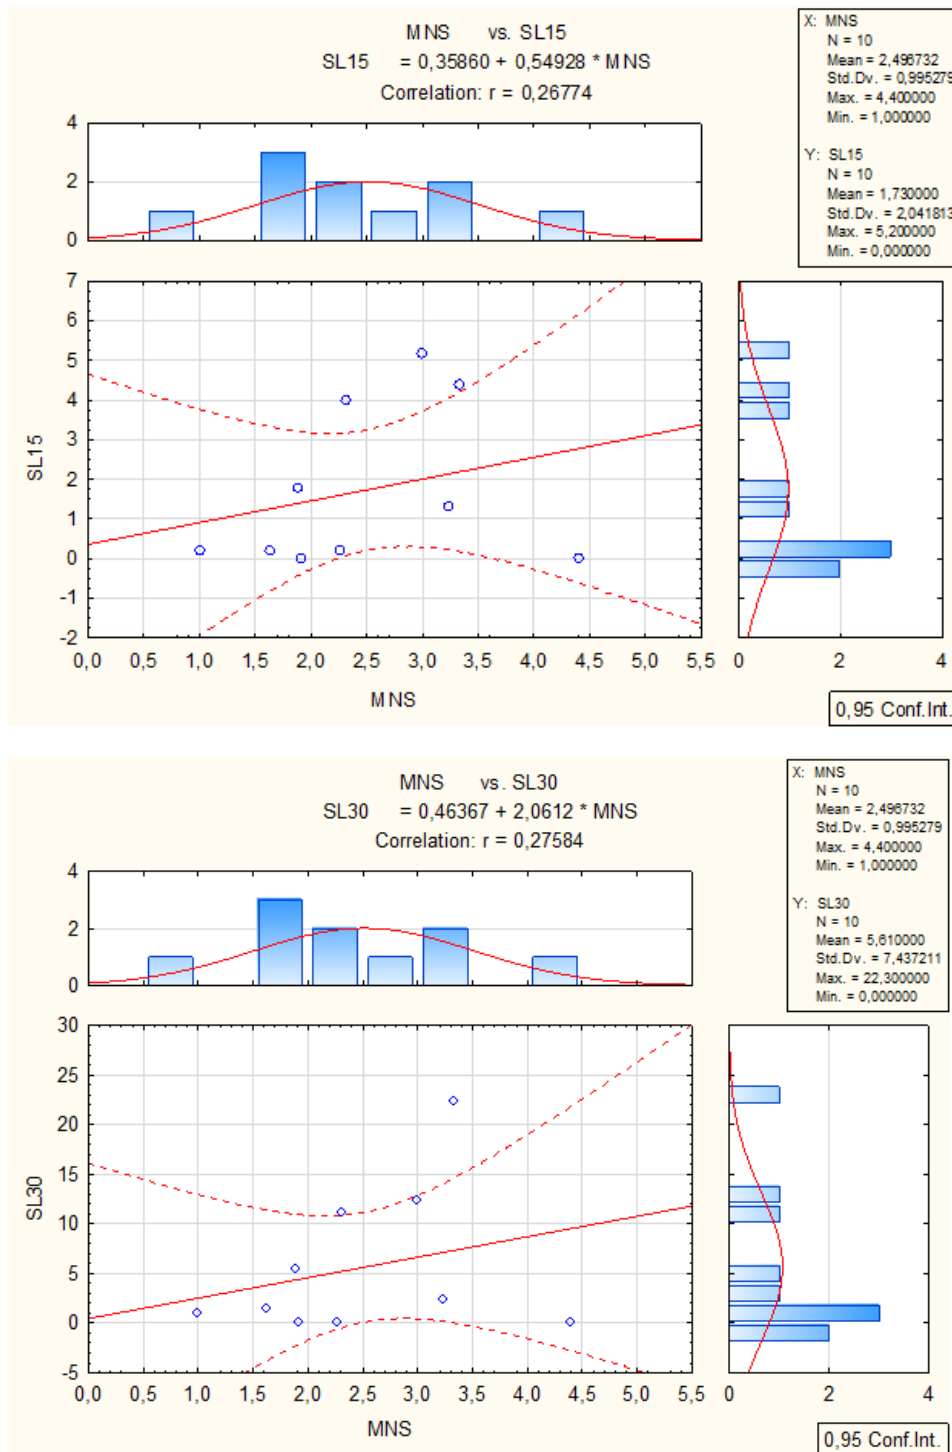 MNS vs. SL15
SL15 = 0,35860 + 0,54928 * MNS
Correlation: r = 0,26774
X: MNS
N = 10
Mean = 2,496732
Std.Dv. = 0,995279
Max. = 4,400000
Min. = 1,000000
Y: SL15
N = 10
Mean = 1,730000
Std.Dv. = 2,041813
Max. = 5,200000
Min. = 0,000000
4
2
0
7
6
5
4
3
2
1
0
-1
-2
SL15
0,0 0,5 1,0 1,5 2,0 2,5 3,0 3,5 4,0 4,5 5,0 5,5
MNS
0 2 4
0,95 Conf.Int.
MNS vs. SL30
SL30 = 0,46367 + 2,0612 * MNS
Correlation: r = 0,27584
X: MNS
N = 10
Mean = 2,496732
Std.Dv. = 0,995279
Max. = 4,400000
Min. = 1,000000
Y: SL30
N = 10
Mean = 5,610000
Std.Dv. = 7,437211
Max. = 22,300000
Min. = 0,000000
4
2
0
30
25
20
15
10
5
0
-5
SL30
0,0 0,5 1,0 1,5 2,0 2,5 3,0 3,5 4,0 4,5 5,0 5,5
MNS
0 2 4
0,95 Conf.Int.